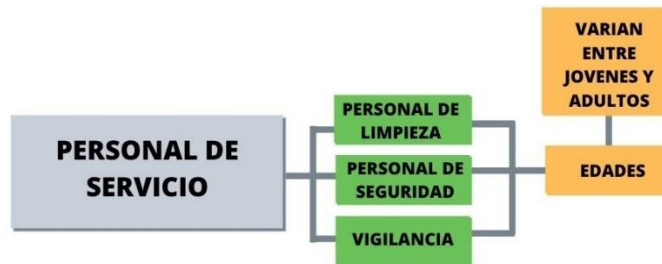 PERSONAL DE
SERVICIO
PERSONAL DE
LIMPIEZA
PERSONAL DE
SEGURIDAD
VIGILANCIA
VARIAN
ENTRE
JOVENES Y
ADULTOS
EDADES